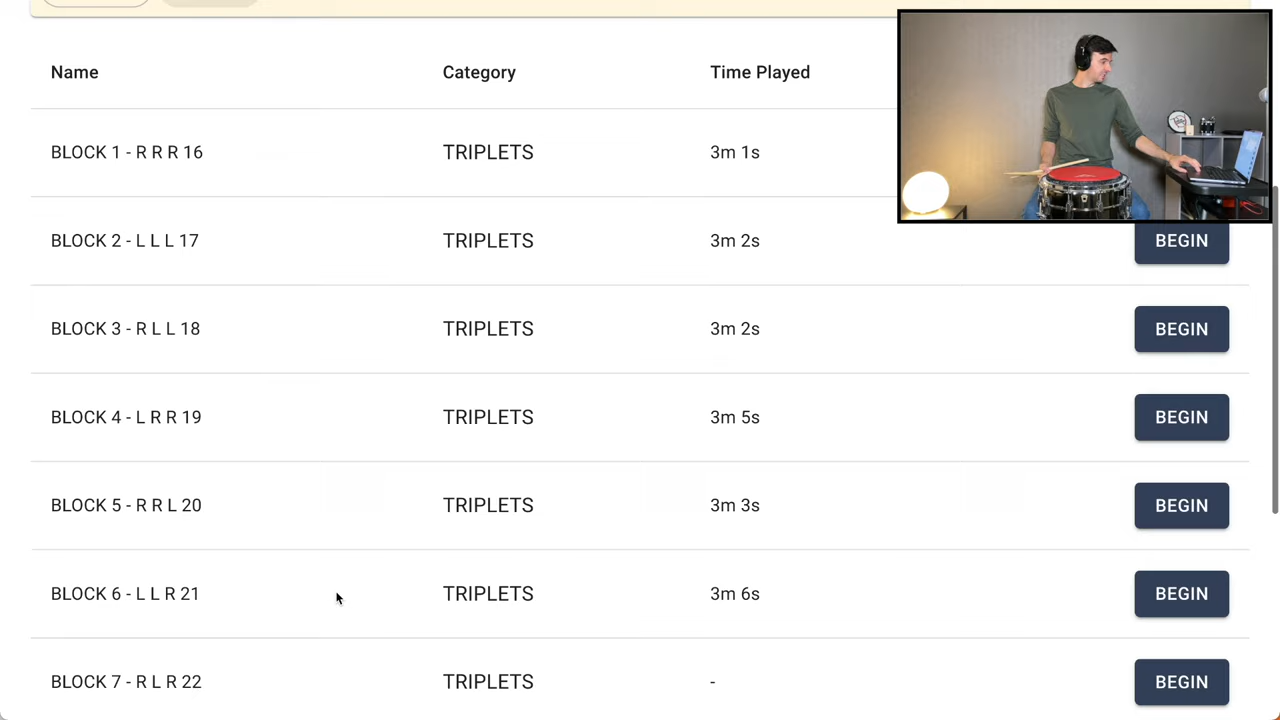 Name Category Time Played
BLOCK 1 - R R R 16 TRIPLETS 3m 1s
BLOCK 2 - L L L 17 TRIPLETS 3m 2s BEGIN
BLOCK 3 - R L L 18 TRIPLETS 3m 2s BEGIN
BLOCK 4 - L R R 19 TRIPLETS 3m 5s BEGIN
BLOCK 5 - R R L 20 TRIPLETS 3m 3s BEGIN
BLOCK 6 - L L R 21 TRIPLETS 3m 6s BEGIN
BLOCK 7 - R L R 22 TRIPLETS - BEGIN